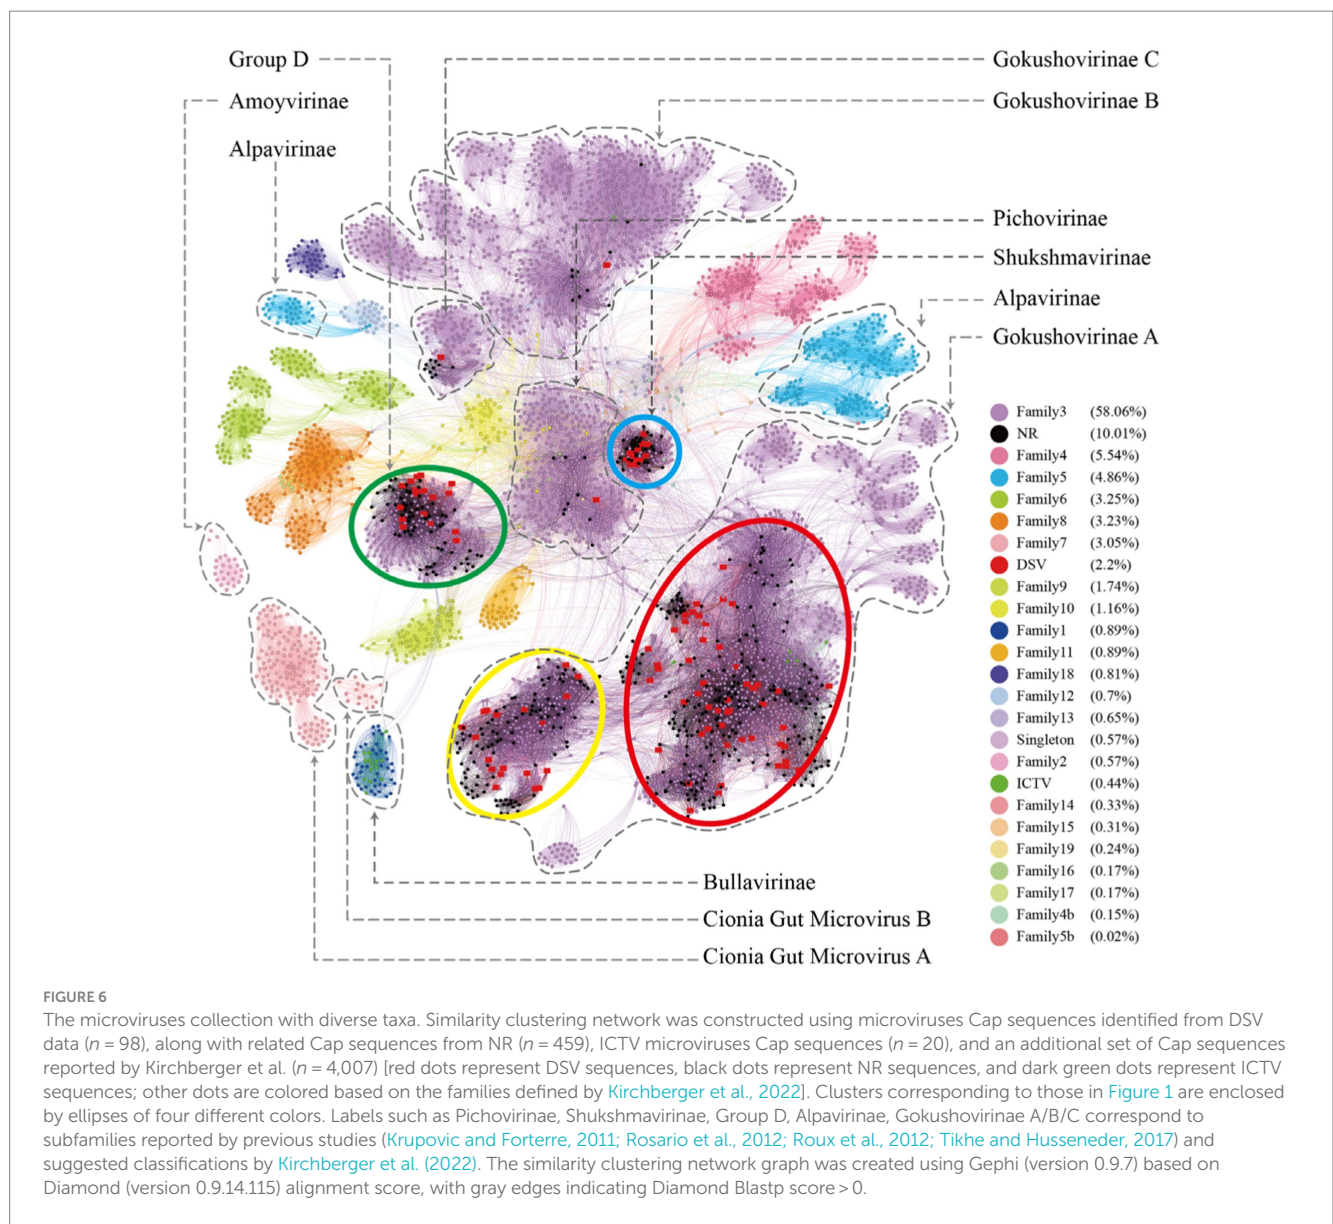 Group D
Amoyvirinae
Alpavirinae
Gokushovirinae C
Gokushovirinae B
Pichovirinae
Shukshmavirinae
Alpavirinae
Gokushovirinae A
Family3 (58.06%)
NR (10.01%)
Family4 (5.54%)
Family5 (4.86%)
Family6 (3.25%)
Family8 (3.23%)
Family7 (3.05%)
DSV (2.2%)
Family9 (1.74%)
Family10 (1.16%)
Family1 (0.89%)
Family11 (0.89%)
Family18 (0.81%)
Family12 (0.7%)
Family13 (0.65%)
Singleton (0.57%)
Family2 (0.57%)
ICTV (0.44%)
Family14 (0.33%)
Family15 (0.31%)
Family19 (0.24%)
Family16 (0.17%)
Family17 (0.17%)
Family4b (0.15%)
Family5b (0.02%)
Bullavirinae
Cionia Gut Microvirus B
Cionia Gut Microvirus A
FIGURE 6
The microviruses collection with diverse taxa. Similarity clustering network was constructed using microviruses Cap sequences identified from DSV
data (n = 98), along with related Cap sequences from NR (n = 459), ICTV microviruses Cap sequences (n = 20), and an additional set of Cap sequences
reported by Kirchberger et al. (n = 4,007) [red dots represent DSV sequences, black dots represent NR sequences, and dark green dots represent ICTV
sequences; other dots are colored based on the families defined by Kirchberger et al., 2022]. Clusters corresponding to those in Figure 1 are enclosed
by ellipses of four different colors. Labels such as Pichovirinae, Shukshmavirinae, Group D, Alpavirinae, Gokushovirinae A/B/C correspond to
subfamilies reported by previous studies (Krupovic and Forterre, 2011; Rosario et al., 2012; Roux et al., 2012; Tikhe and Husseneder, 2017) and
suggested classifications by Kirchberger et al. (2022). The similarity clustering network graph was created using Gephi (version 0.9.7) based on
Diamond (version 0.9.14.115) alignment score, with gray edges indicating Diamond Blastp score > 0.